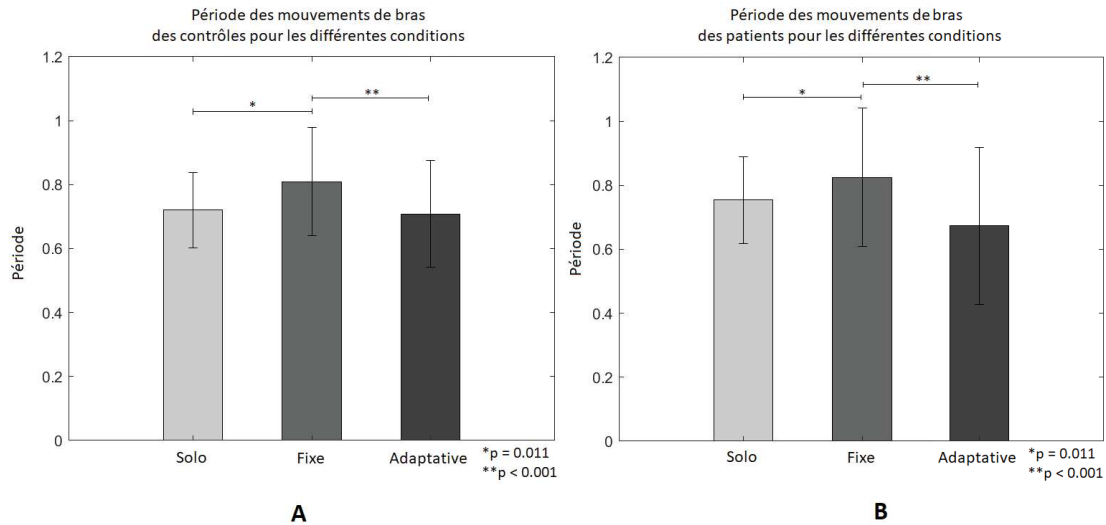 Période des mouvements de bras
des contrôles pour les différentes conditions
1.2
1
0.8
0.6
0.4
0.2
0
Période
*
**
Solo
Fixe
Adaptative
*p = 0.011
**p < 0.001
A
Période des mouvements de bras
des patients pour les différentes conditions
1.2
1
0.8
0.6
0.4
0.2
0
Période
*
**
Solo
Fixe
Adaptative
*p = 0.011
**p < 0.001
B